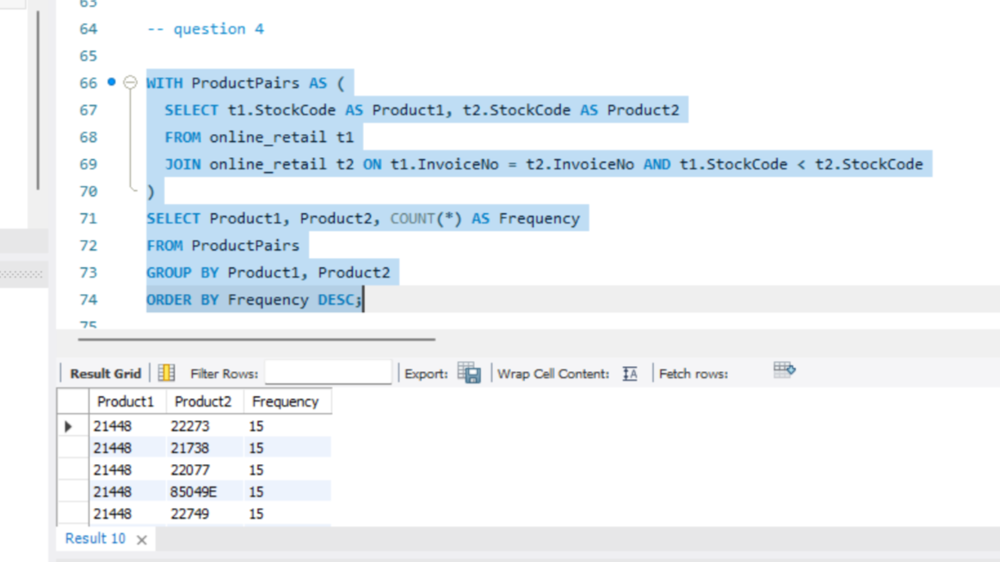 63
64 -- question 4
65
66 WITH ProductPairs AS (
67 SELECT t1.StockCode AS Product1, t2.StockCode AS Product2
68 FROM online_retail t1
69 JOIN online_retail t2 ON t1.InvoiceNo = t2.InvoiceNo AND t1.StockCode < t2.StockCode
70 )
71 SELECT Product1, Product2, COUNT(*) AS Frequency
72 FROM ProductPairs
73 GROUP BY Product1, Product2
74 ORDER BY Frequency DESC;
75
Result Grid Filter Rows: Export: Wrap Cell Content: Fetch rows:
Product1 Product2 Frequency
21448 22273 15
21448 21738 15
21448 22077 15
21448 85049E 15
21448 22749 15
Result 10